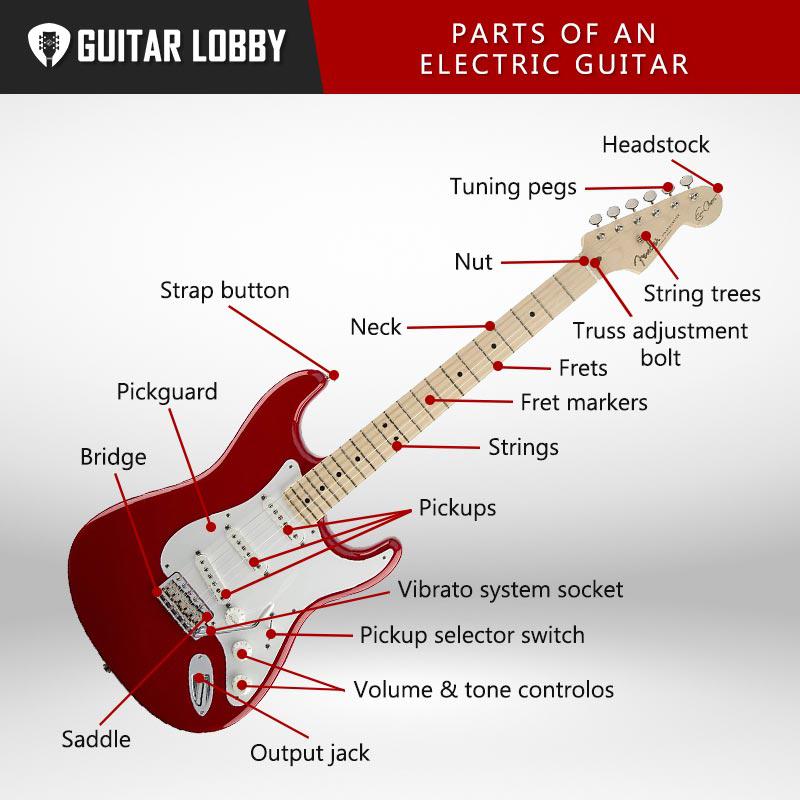 GUITAR LOBBY
PARTS OF AN
ELECTRIC GUITAR
Headstock
Tuning pegs
Nut
String trees
Strap button
Neck
Truss adjustment
bolt
Frets
Pickguard
Fret markers
Bridge
Strings
Pickups
Vibrato system socket
Pickup selector switch
Volume & tone controlos
Saddle
Output jack
Fender